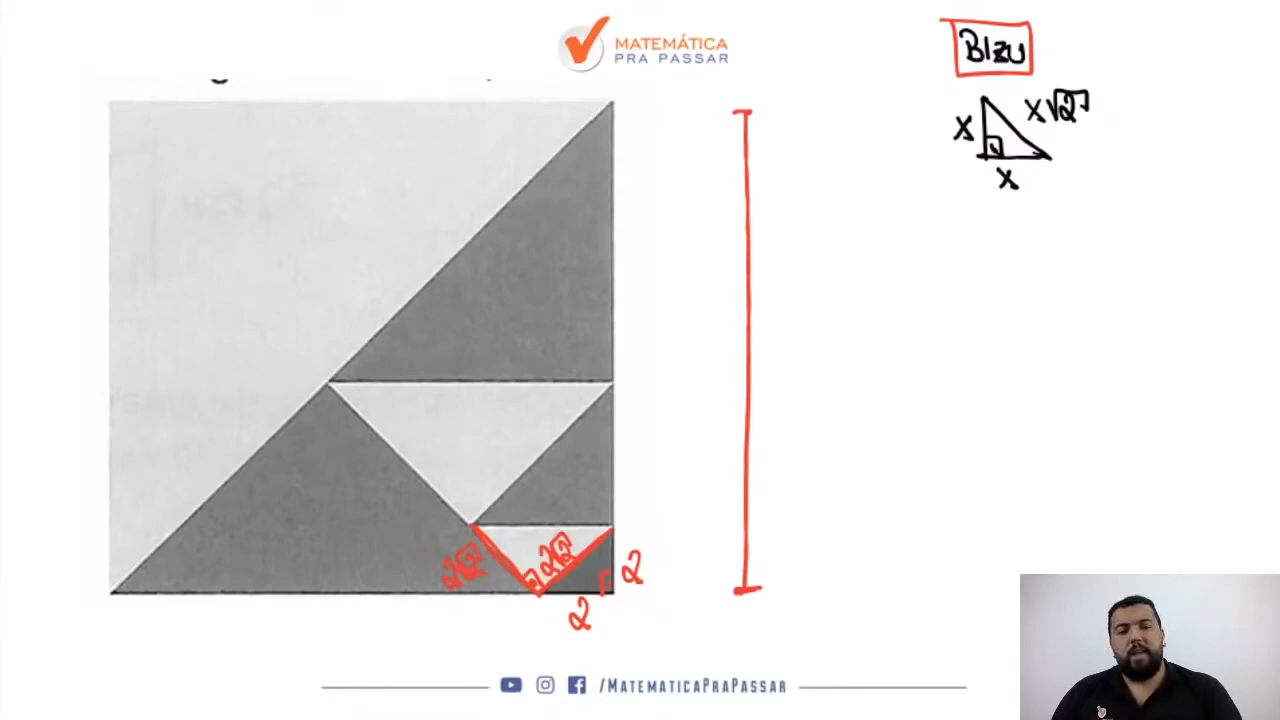 MATEMÁTICA
PRA PASSAR
BIZU
x
x√2
x
2√2
2√2
2
2
/MATEMATICAPRAPASSAR